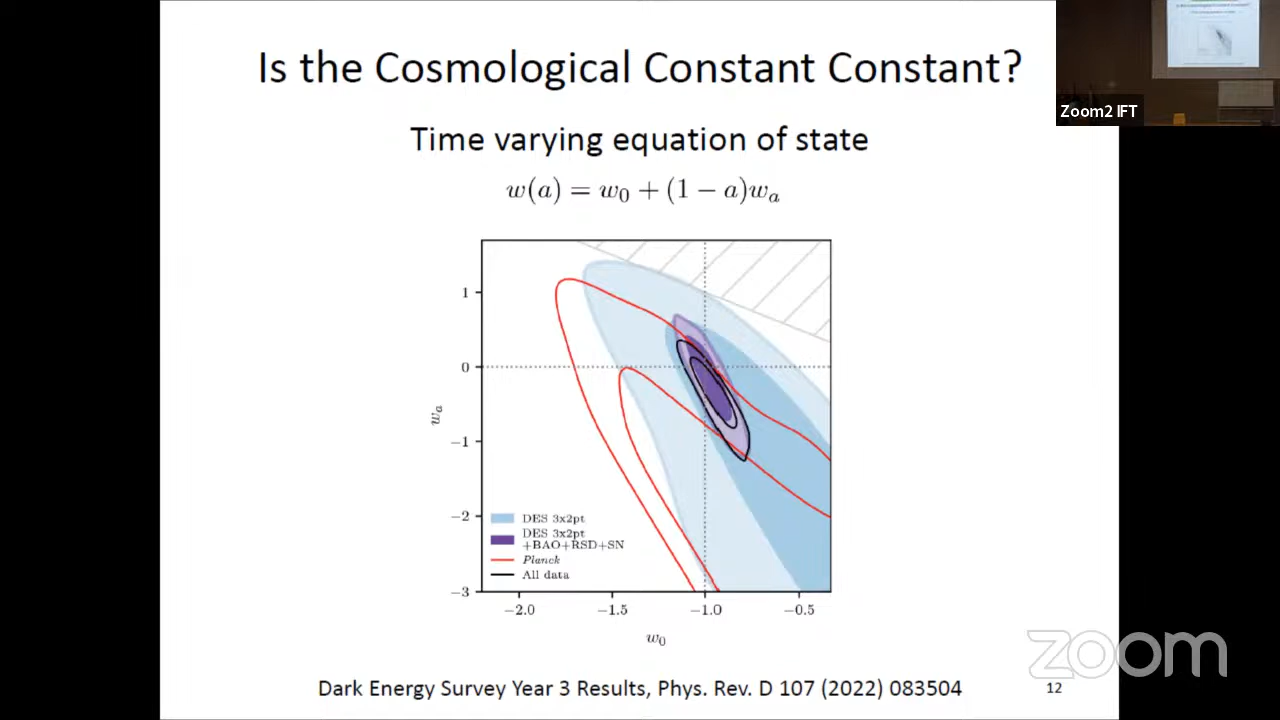 Is the Cosmological Constant Constant?
Zoom2 IFT
Time varying equation of state
w(a) = w₀ + (1 − a)wₐ
1
0
−1
−2
−3
wₐ
DES 3x2pt
DES 3x2pt
+BAO+RSD+SN
Planck
All data
−2.0 −1.5 −1.0 −0.5
w₀
zoom
Dark Energy Survey Year 3 Results, Phys. Rev. D 107 (2022) 083504
12